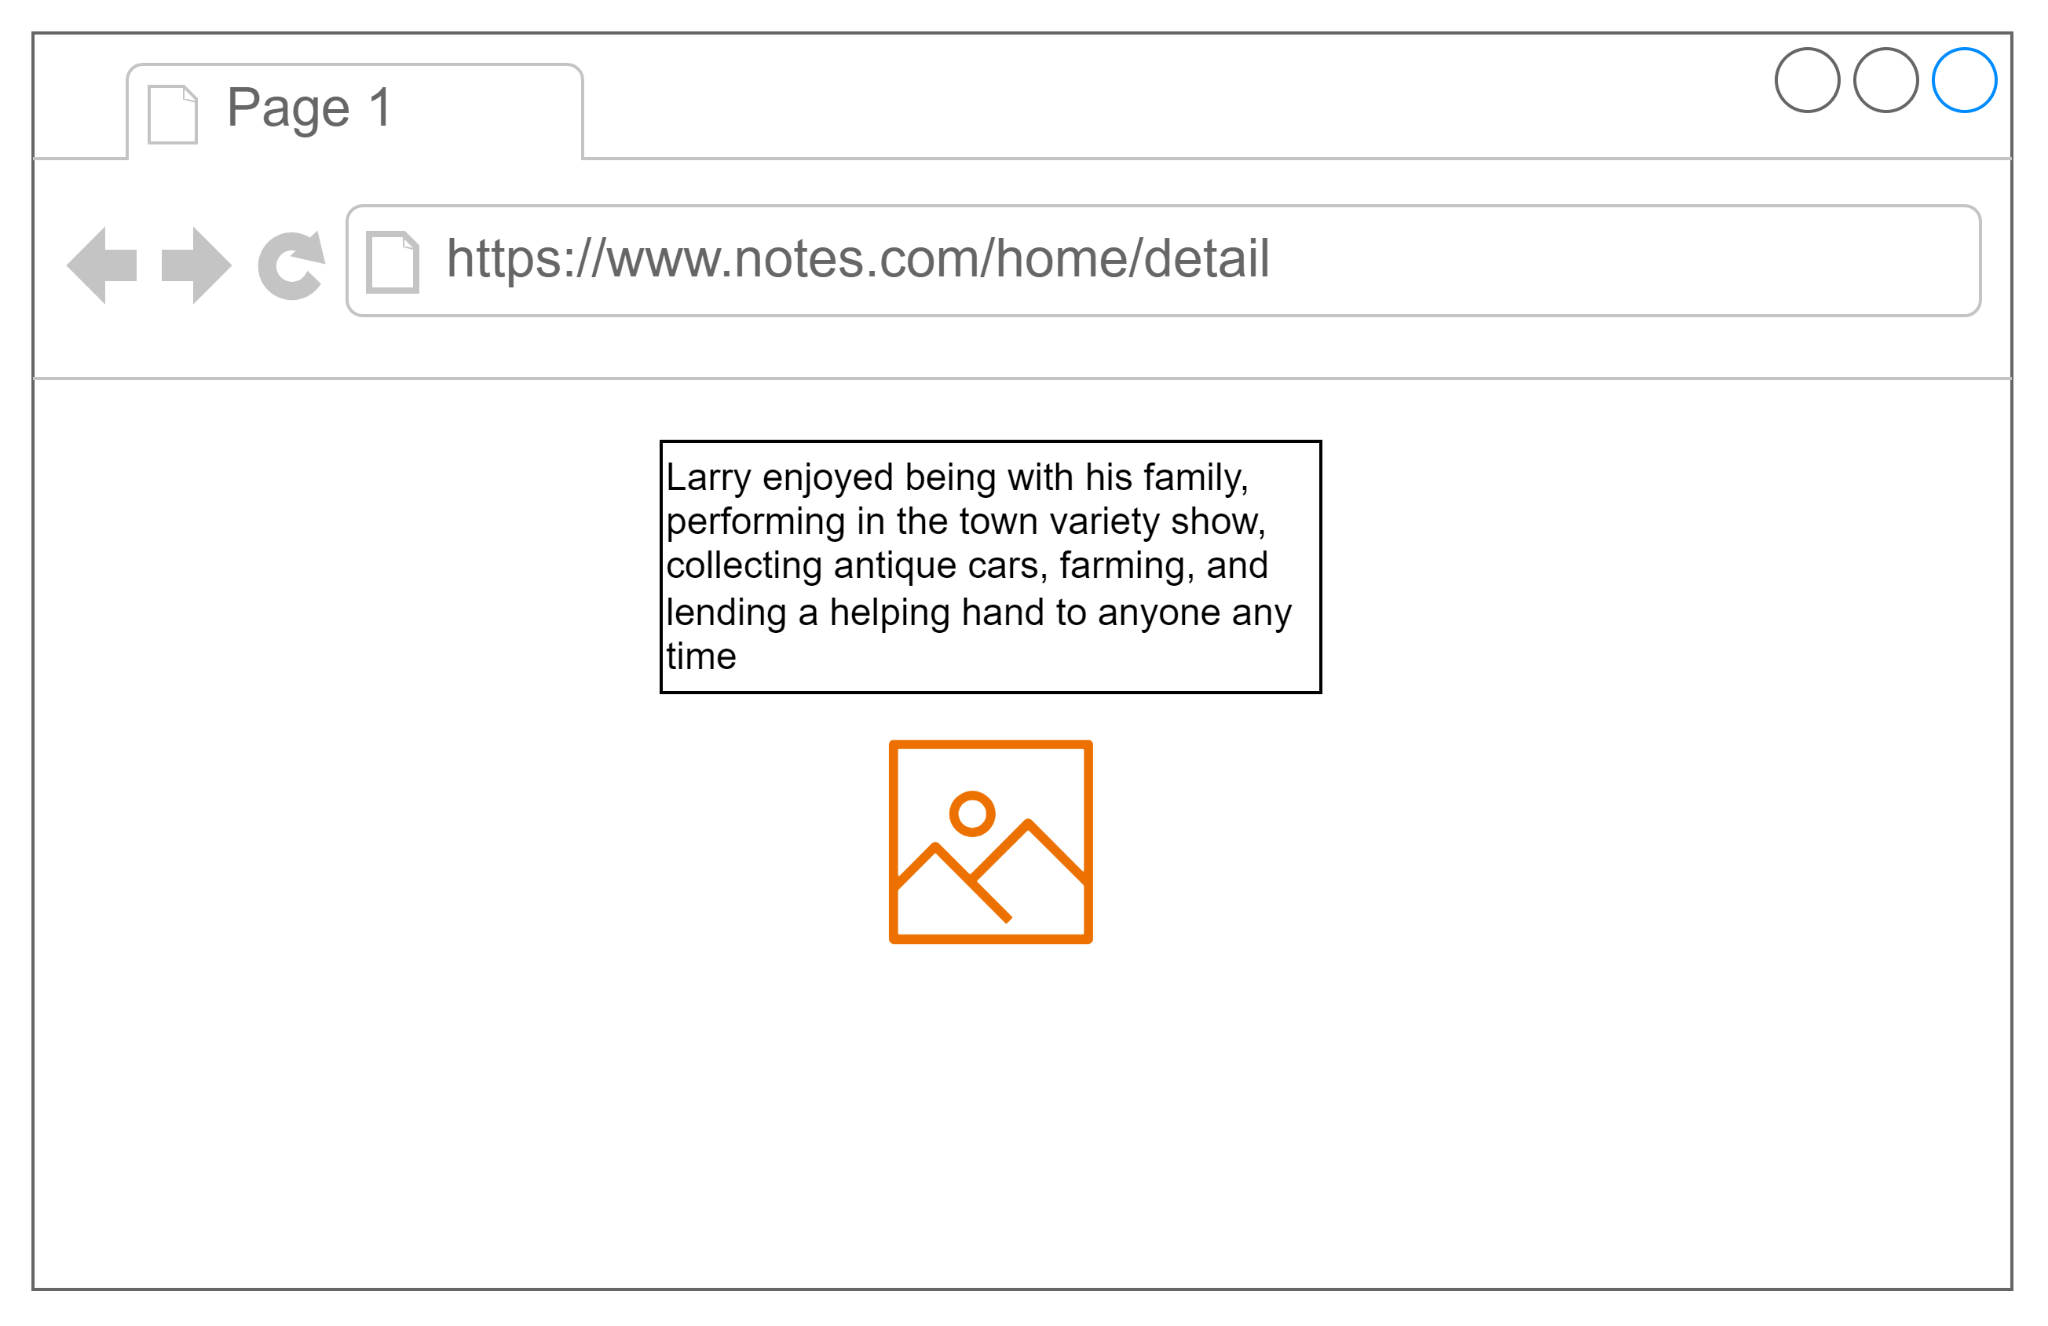 Page 1
https://www.notes.com/home/detail
Larry enjoyed being with his family,
performing in the town variety show,
collecting antique cars, farming, and
lending a helping hand to anyone any
time